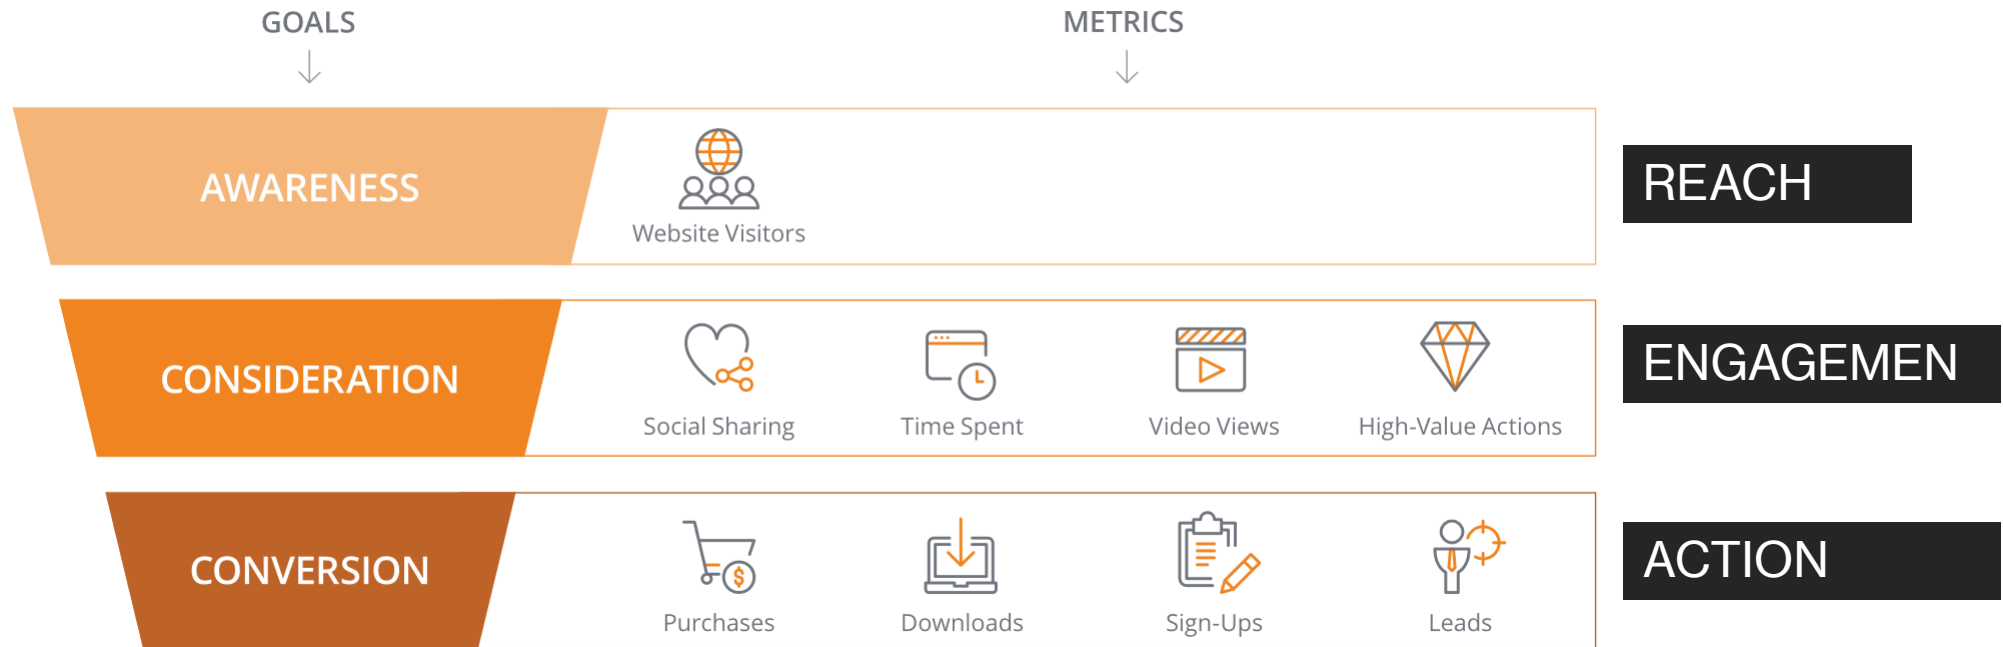 GOALS
METRICS
AWARENESS
Website Visitors
REACH
CONSIDERATION
Social Sharing
Time Spent
Video Views
High-Value Actions
ENGAGEMEN
CONVERSION
Purchases
Downloads
Sign-Ups
Leads
ACTION